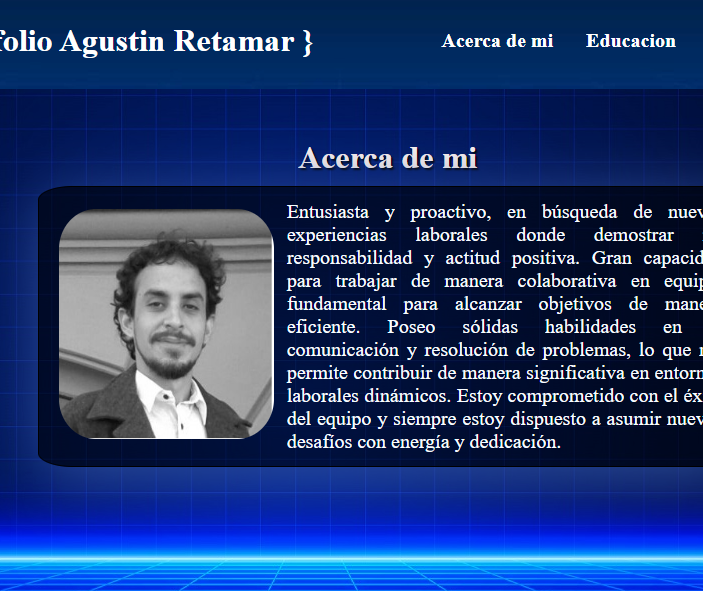 folio Agustin Retamar }
Acerca de mi
Educacion
Acerca de mi
Entusiasta y proactivo, en búsqueda de
experiencias laborales donde demostrar
responsabilidad y actitud positiva. Gran
para trabajar de manera colaborativa en
fundamental para alcanzar objetivos de
eficiente. Poseo sólidas habilidades en
comunicación y resolución de problemas, lo que
permite contribuir de manera significativa en
laborales dinámicos. Estoy comprometido con el
del equipo y siempre estoy dispuesto a asumir
desafíos con energía y dedicación.